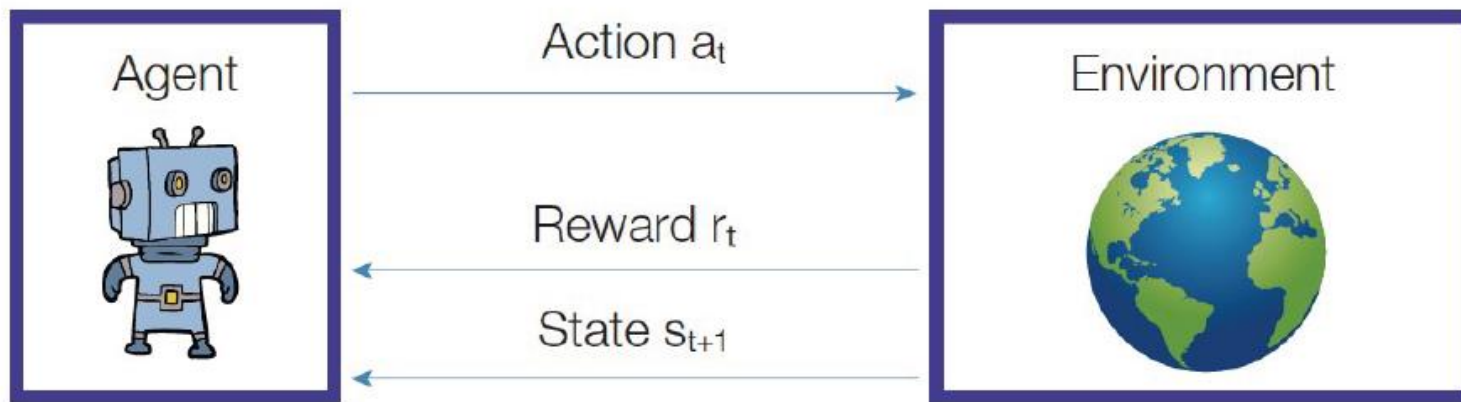 Agent
Action aₜ
Environment
Reward rₜ
State sₜ₊₁